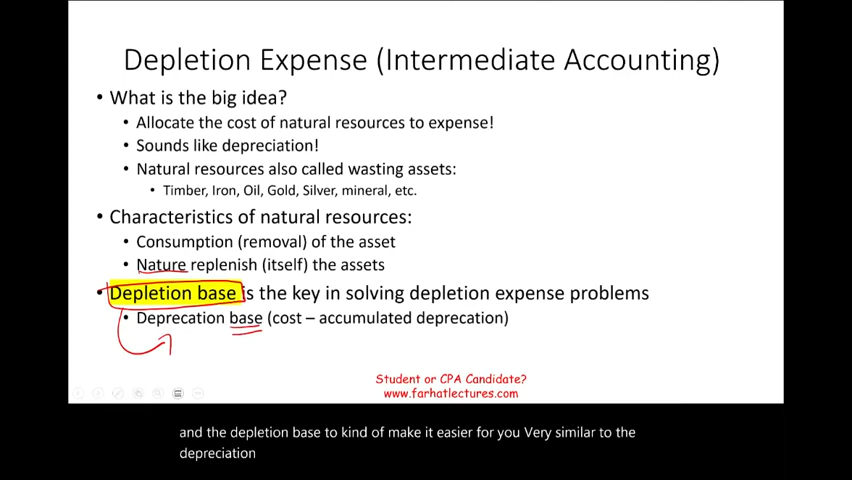 Depletion Expense (Intermediate Accounting)
• What is the big idea?
• Allocate the cost of natural resources to expense!
• Sounds like depreciation!
• Natural resources also called wasting assets:
• Timber, Iron, Oil, Gold, Silver, mineral, etc.
• Characteristics of natural resources:
• Consumption (removal) of the asset
• Nature replenish (itself) the assets
• Depletion base is the key in solving depletion expense problems
• Deprecation base (cost – accumulated deprecation)
Student or CPA Candidate?
www.farhatlectures.com
and the depletion base to kind of make it easier for you Very similar to the
depreciation